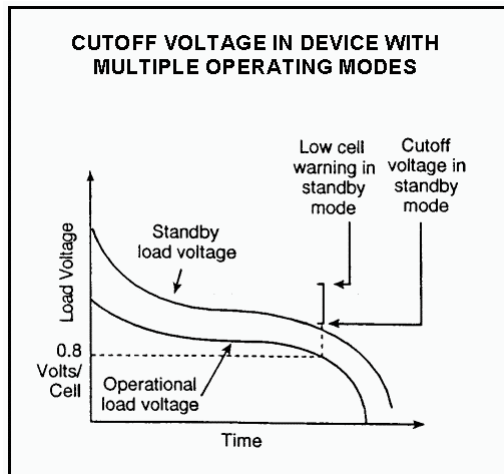 CUTOFF VOLTAGE IN DEVICE WITH
MULTIPLE OPERATING MODES
Low cell
warning in
standby
mode
Cutoff
voltage in
standby
mode
Standby
load voltage
Load Voltage
0.8
Volts/
Cell
Operational
load voltage
Time